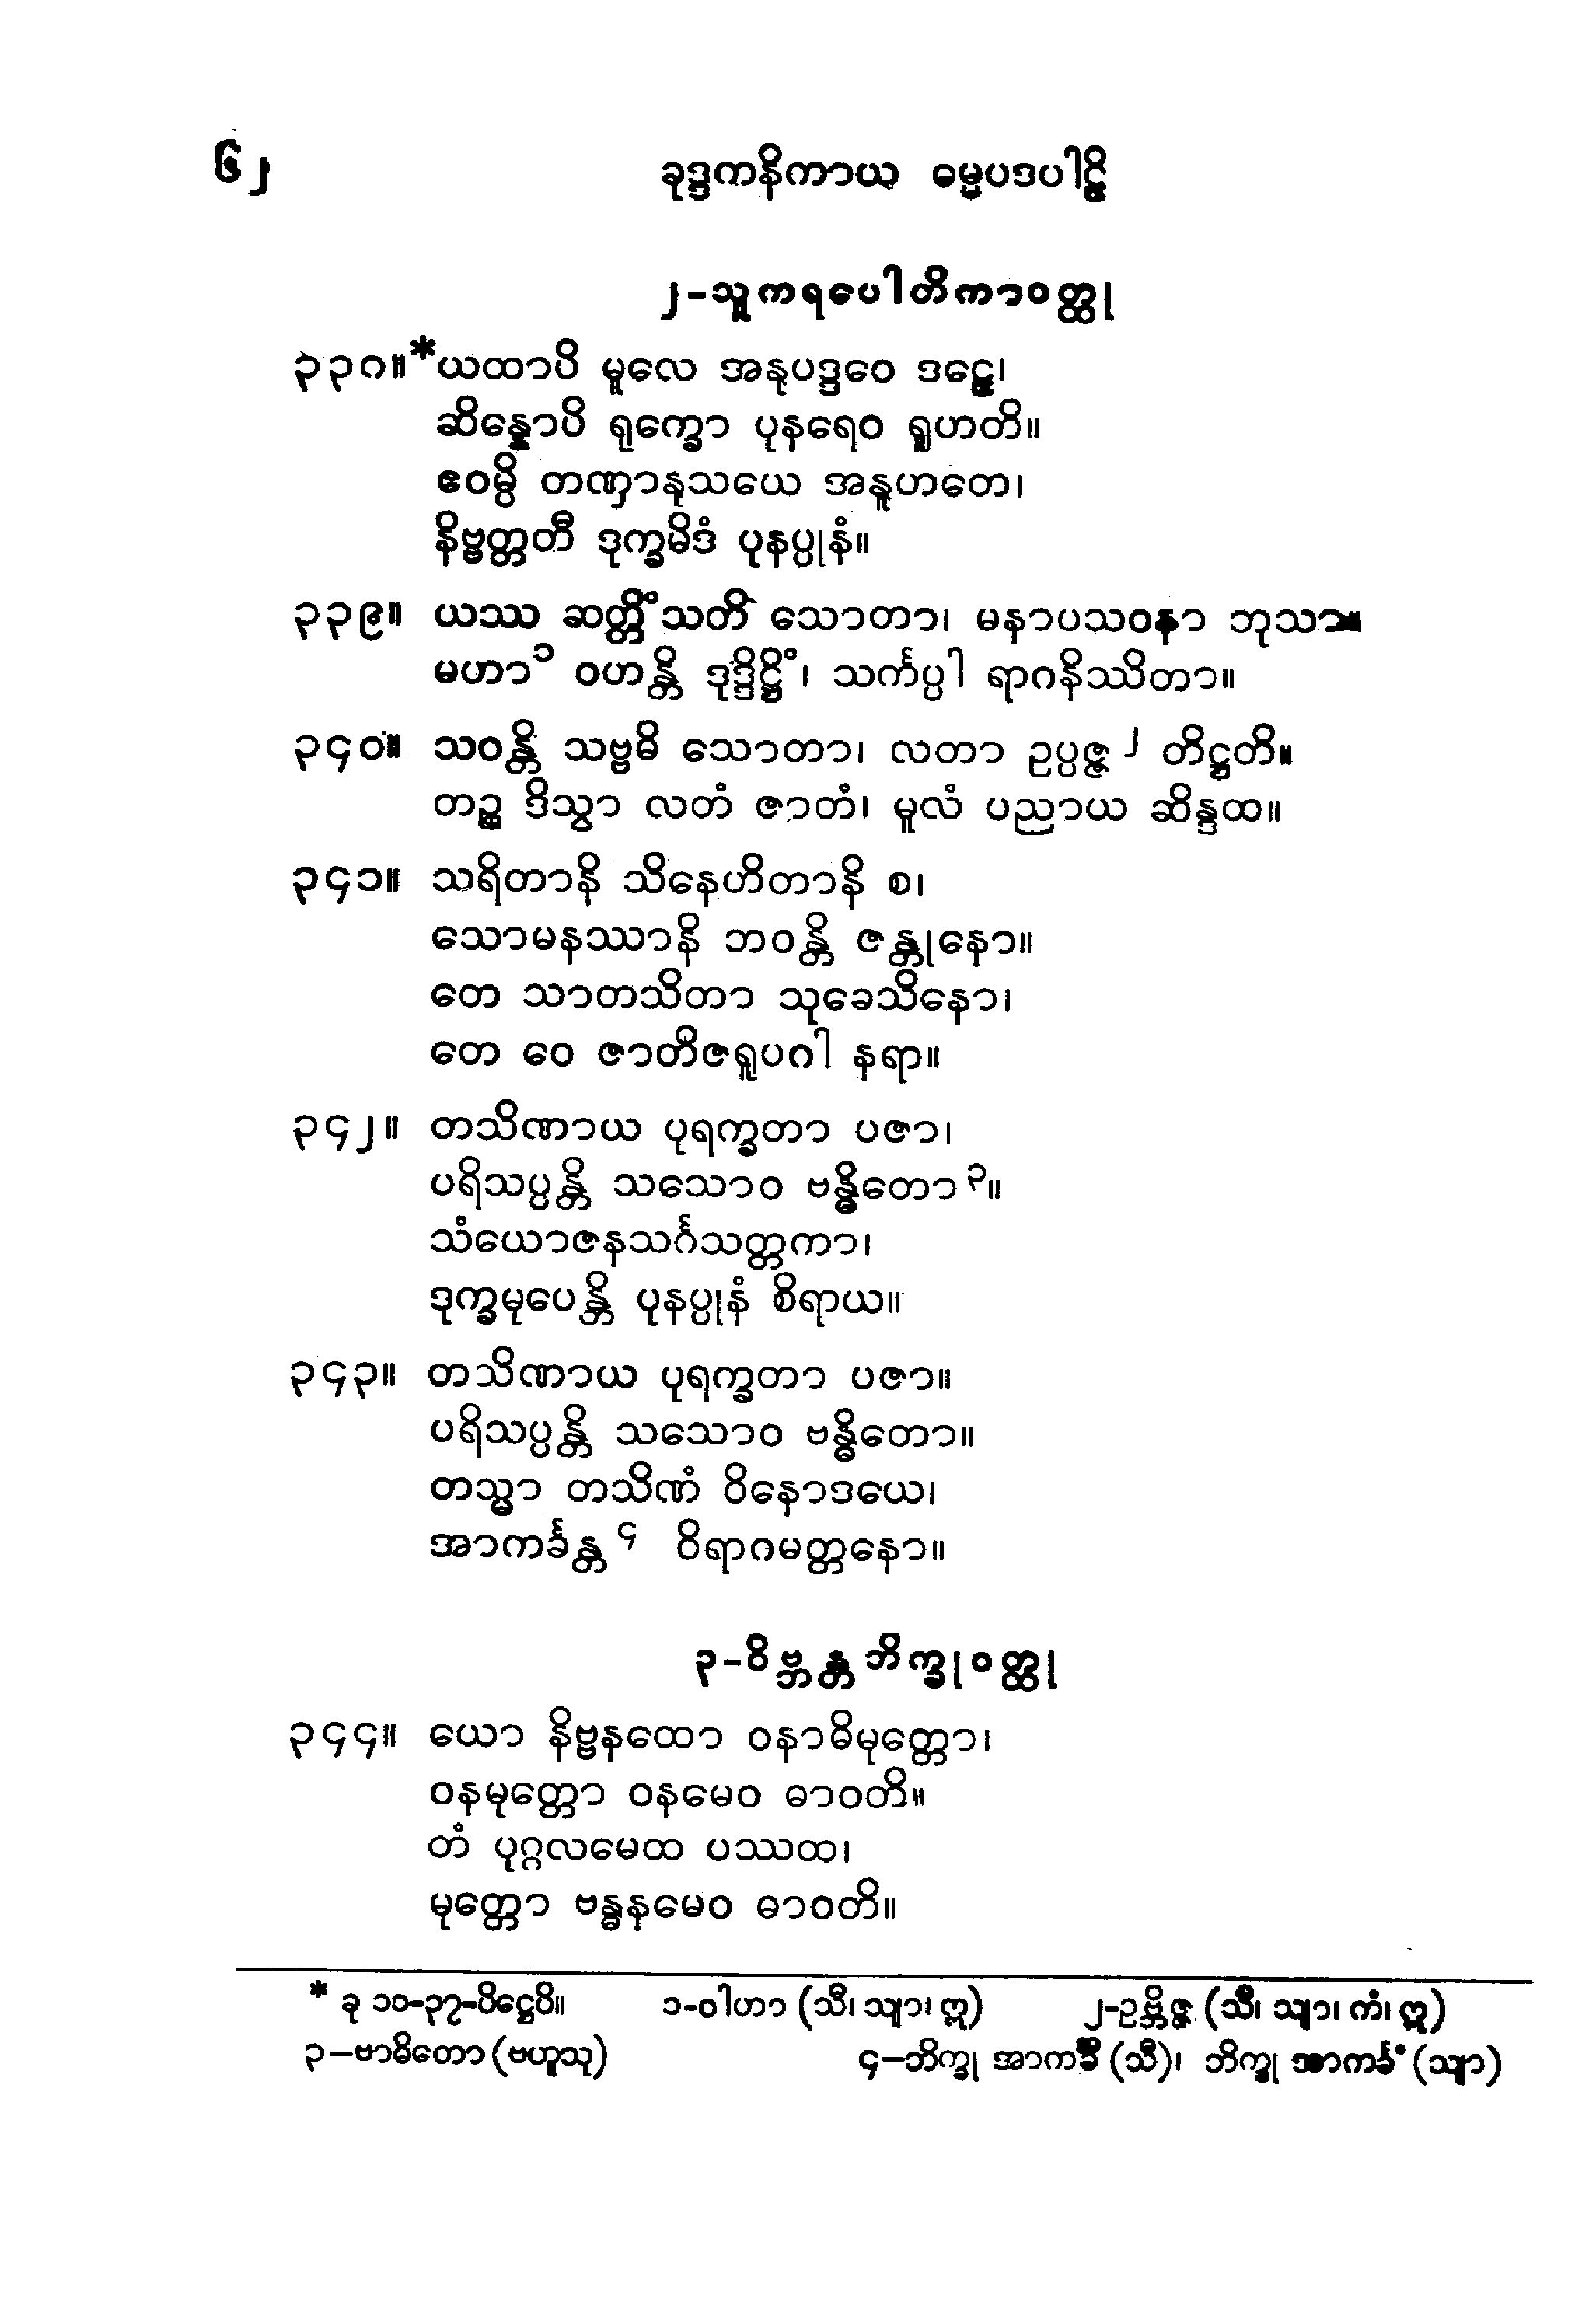 ၆၂ ခုဒ္ဒကနိကာယ ဓမ္မပဒပါဠိ
၂-သူကရပေါတိကာဝတ္ထု
၃၃ဂ။ *ယထာပိ မူလေ အနုပဒ္ဒဝေ ဒဠှေ၊
ဆိန္နောပိ ရုက္ခော ပုနရေဝ ရူဟတိ။
ဧဝမ္ပိ တဏှာနုသယေ အနူဟတေ၊
နိဗ္ဗတ္တတီ ဒုက္ခမိဒံ ပုနပ္ပုနံ။
၃၃၉။ ယဿ ဆတ္တိံသတိ သောတာ၊ မနာပသဝနာ ဘုသာ။
မဟာ ၁ ဝဟန္တိ ဒုဒ္ဒိဋ္ဌိံ၊ သင်္ကပ္ပါ ရာဂနိဿိတာ။
၃၄၀။ သဝန္တိ သဗ္ဗဓိ သောတာ၊ လတာ ဥပ္ပဇ္ဇ ၂ တိဋ္ဌတိ။
တဉ္စ ဒိသွာ လတံ ဇာတံ၊ မူလံ ပညာယ ဆိန္ဒထ။
၃၄၁။ သရိတာနိ သိနေဟိတာနိ စ၊
သောမနဿာနိ ဘဝန္တိ ဇန္တုနော။
တေ သာတသိတာ သုခေသိနော၊
တေ ဝေ ဇာတိဇရူပဂါ နရာ။
၃၄၂။ တသိဏာယ ပုရက္ခတာ ပဇာ၊
ပရိသပ္ပန္တိ သသောဝ ဗန္ဓိတော ၃။
သံယောဇနသင်္ဂသတ္တကာ၊
ဒုက္ခမုပေန္တိ ပုနပ္ပုနံ စိရာယ။
၃၄၃။ တသိဏာယ ပုရက္ခတာ ပဇာ။
ပရိသပ္ပန္တိ သသောဝ ဗန္ဓိတော။
တသ္မာ တသိဏံ ဝိနောဒယေ၊
အာကင်္ခန္တ ၄ ဝိရာဂမတ္တနော။
၃-ဝိဗ္ဘန္တဘိက္ခုဝတ္ထု
၃၄၄။ ယော နိဗ္ဗနထော ဝနာဓိမုတ္တော၊
ဝနမုတ္တော ဝနမေဝ ဓာဝတိ။
တံ ပုဂ္ဂလမေထ ပဿထ၊
မုတ္တော ဗန္ဓနမေဝ ဓာဝတိ။
* ခု ၁၀-၃၇-ပိဋ္ဌေပိ။ ၁-ဝါဟာ (သီ၊ သျာ၊ ဣ) ၂-ဥဗ္ဘိဇ္ဇ (သီ၊ သျာ၊ ကံ၊ ဣ)
၃-ဗာဓိတော (ဗဟူသု) ၄-ဘိက္ခု အာကင်္ခီ (သီ)၊ ဘိက္ခု အာကင်္ခံ (သျာ)